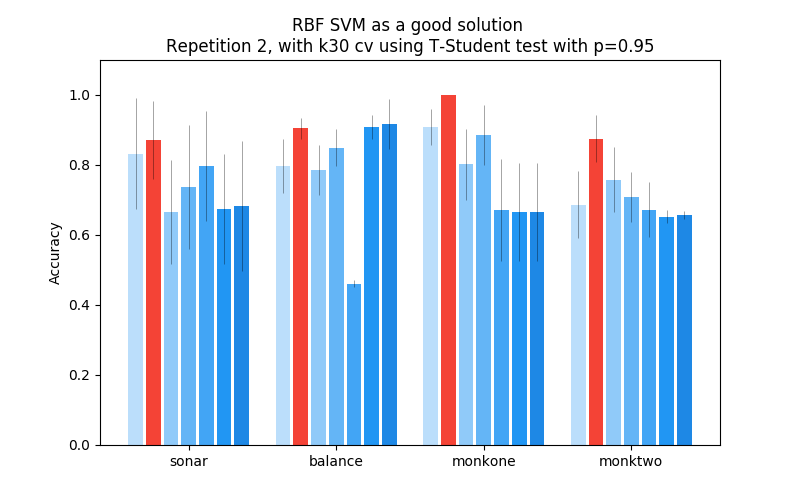 RBF SVM as a good solution
Repetition 2, with k30 cv using T-Student test with p=0.95
1.0
0.8
0.6
0.4
0.2
0.0
Accuracy
sonar
balance
monkone
monktwo